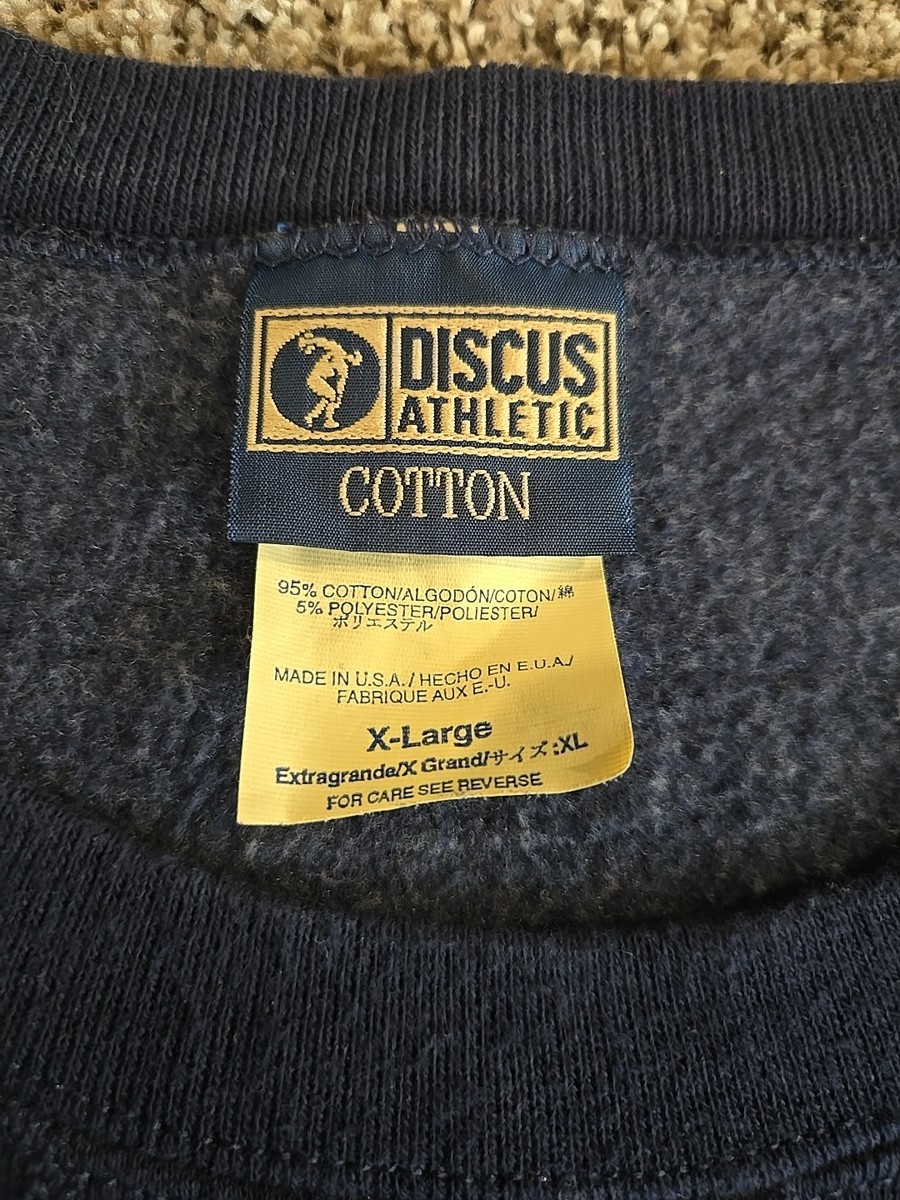 DISCUS
ATHLETIC
COTTON
95% COTTON/ALGODÓN/COTON/綿
5% POLYESTER/POLIESTER/
ポリエステル
MADE IN U.S.A./ HECHO EN E.U.A./
FABRIQUE AUX E.-U.
X-Large
Extragrande/X Grand/サイズ:XL
FOR CARE SEE REVERSE